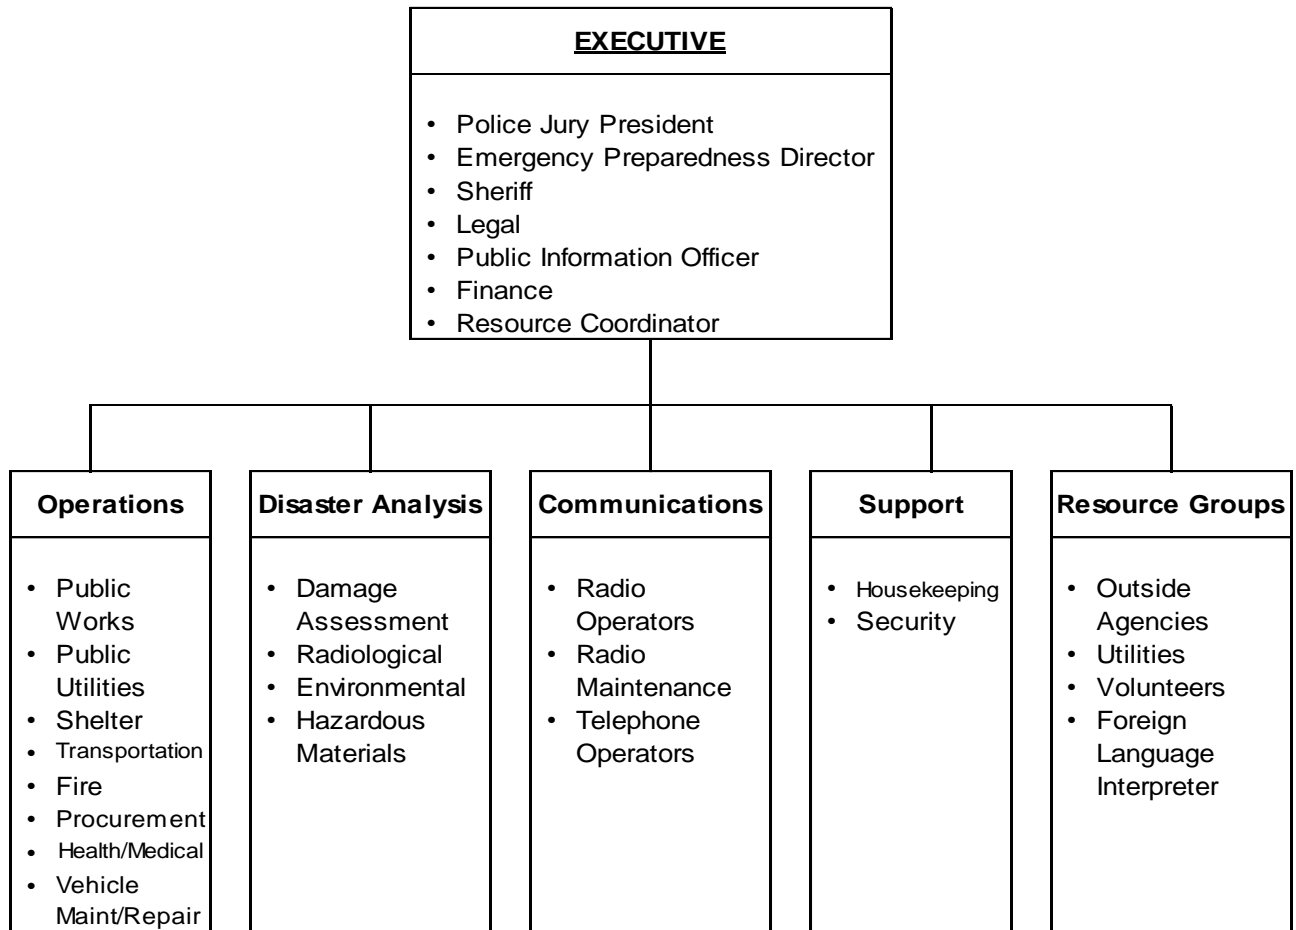 EXECUTIVE
• Police Jury President
• Emergency Preparedness Director
• Sheriff
• Legal
• Public Information Officer
• Finance
• Resource Coordinator
Operations
• Public
Works
• Public
Utilities
• Shelter
• Transportation
• Fire
• Procurement
• Health/Medical
• Vehicle
Maint/Repair
Disaster Analysis
• Damage
Assessment
• Radiological
• Environmental
• Hazardous
Materials
Communications
• Radio
Operators
• Radio
Maintenance
• Telephone
Operators
Support
• Housekeeping
• Security
Resource Groups
• Outside
Agencies
• Utilities
• Volunteers
• Foreign
Language
Interpreter